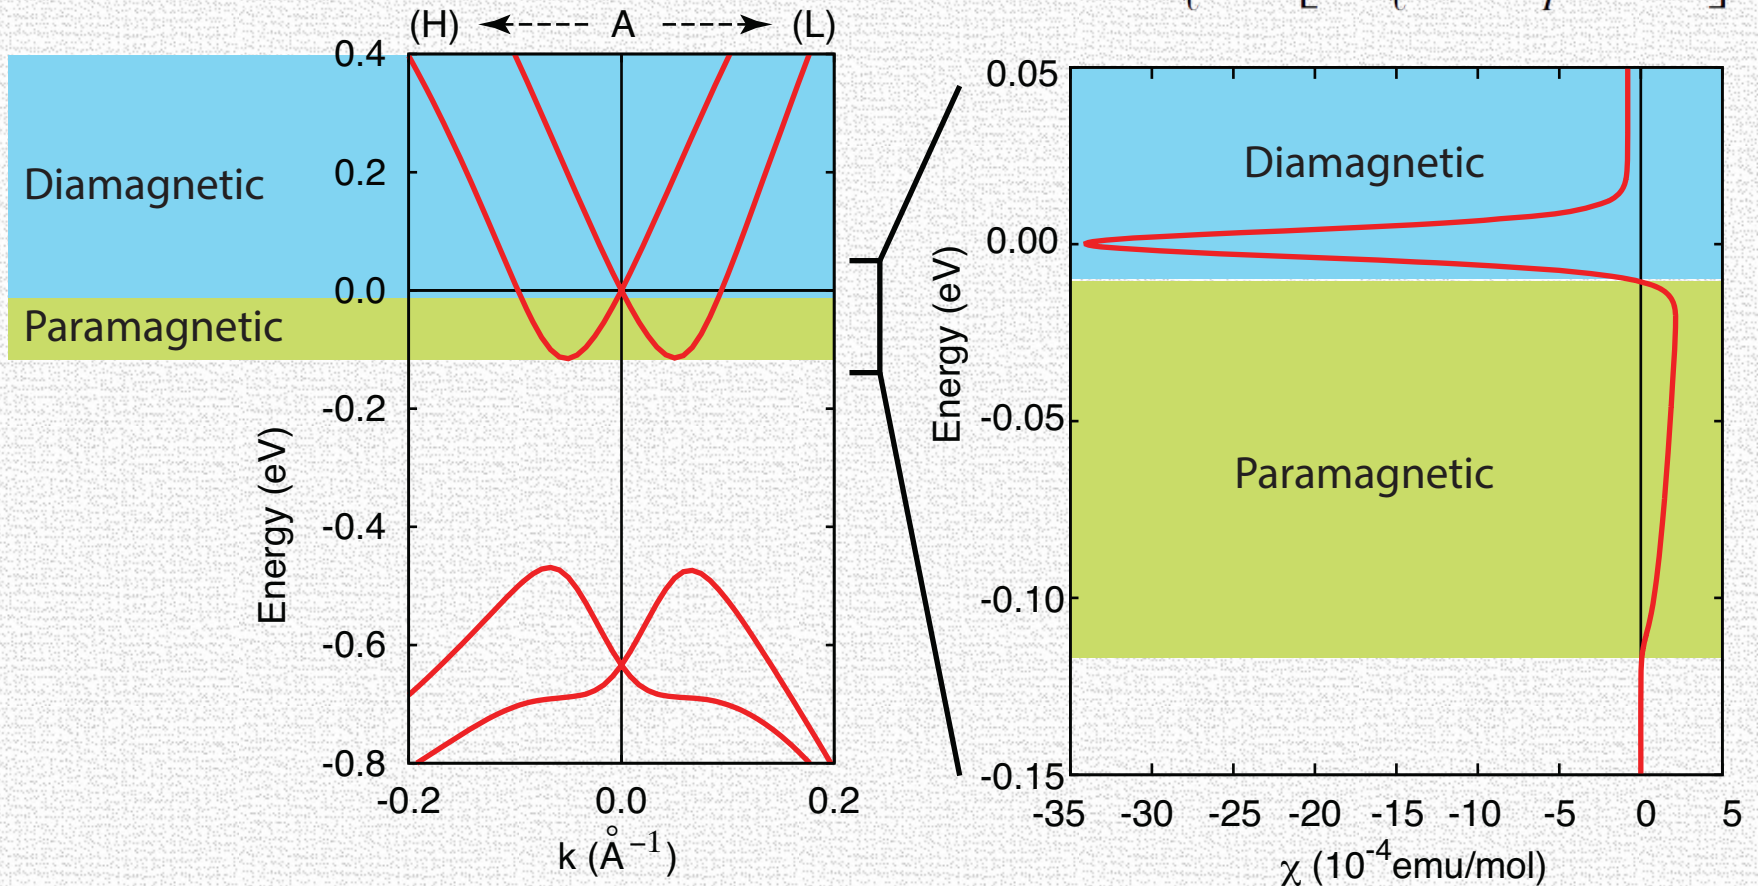 (H) A (L)
0.4
0.2
0.0
-0.2
-0.4
-0.6
-0.8
Diamagnetic
Paramagnetic
Energy (eV)
-0.2 0.0 0.2
k (Å⁻¹)
0.05
0.00
-0.05
-0.10
-0.15
Energy (eV)
Diamagnetic
Paramagnetic
-35 -30 -25 -20 -15 -10 -5 0 5
χ (10⁻⁴emu/mol)